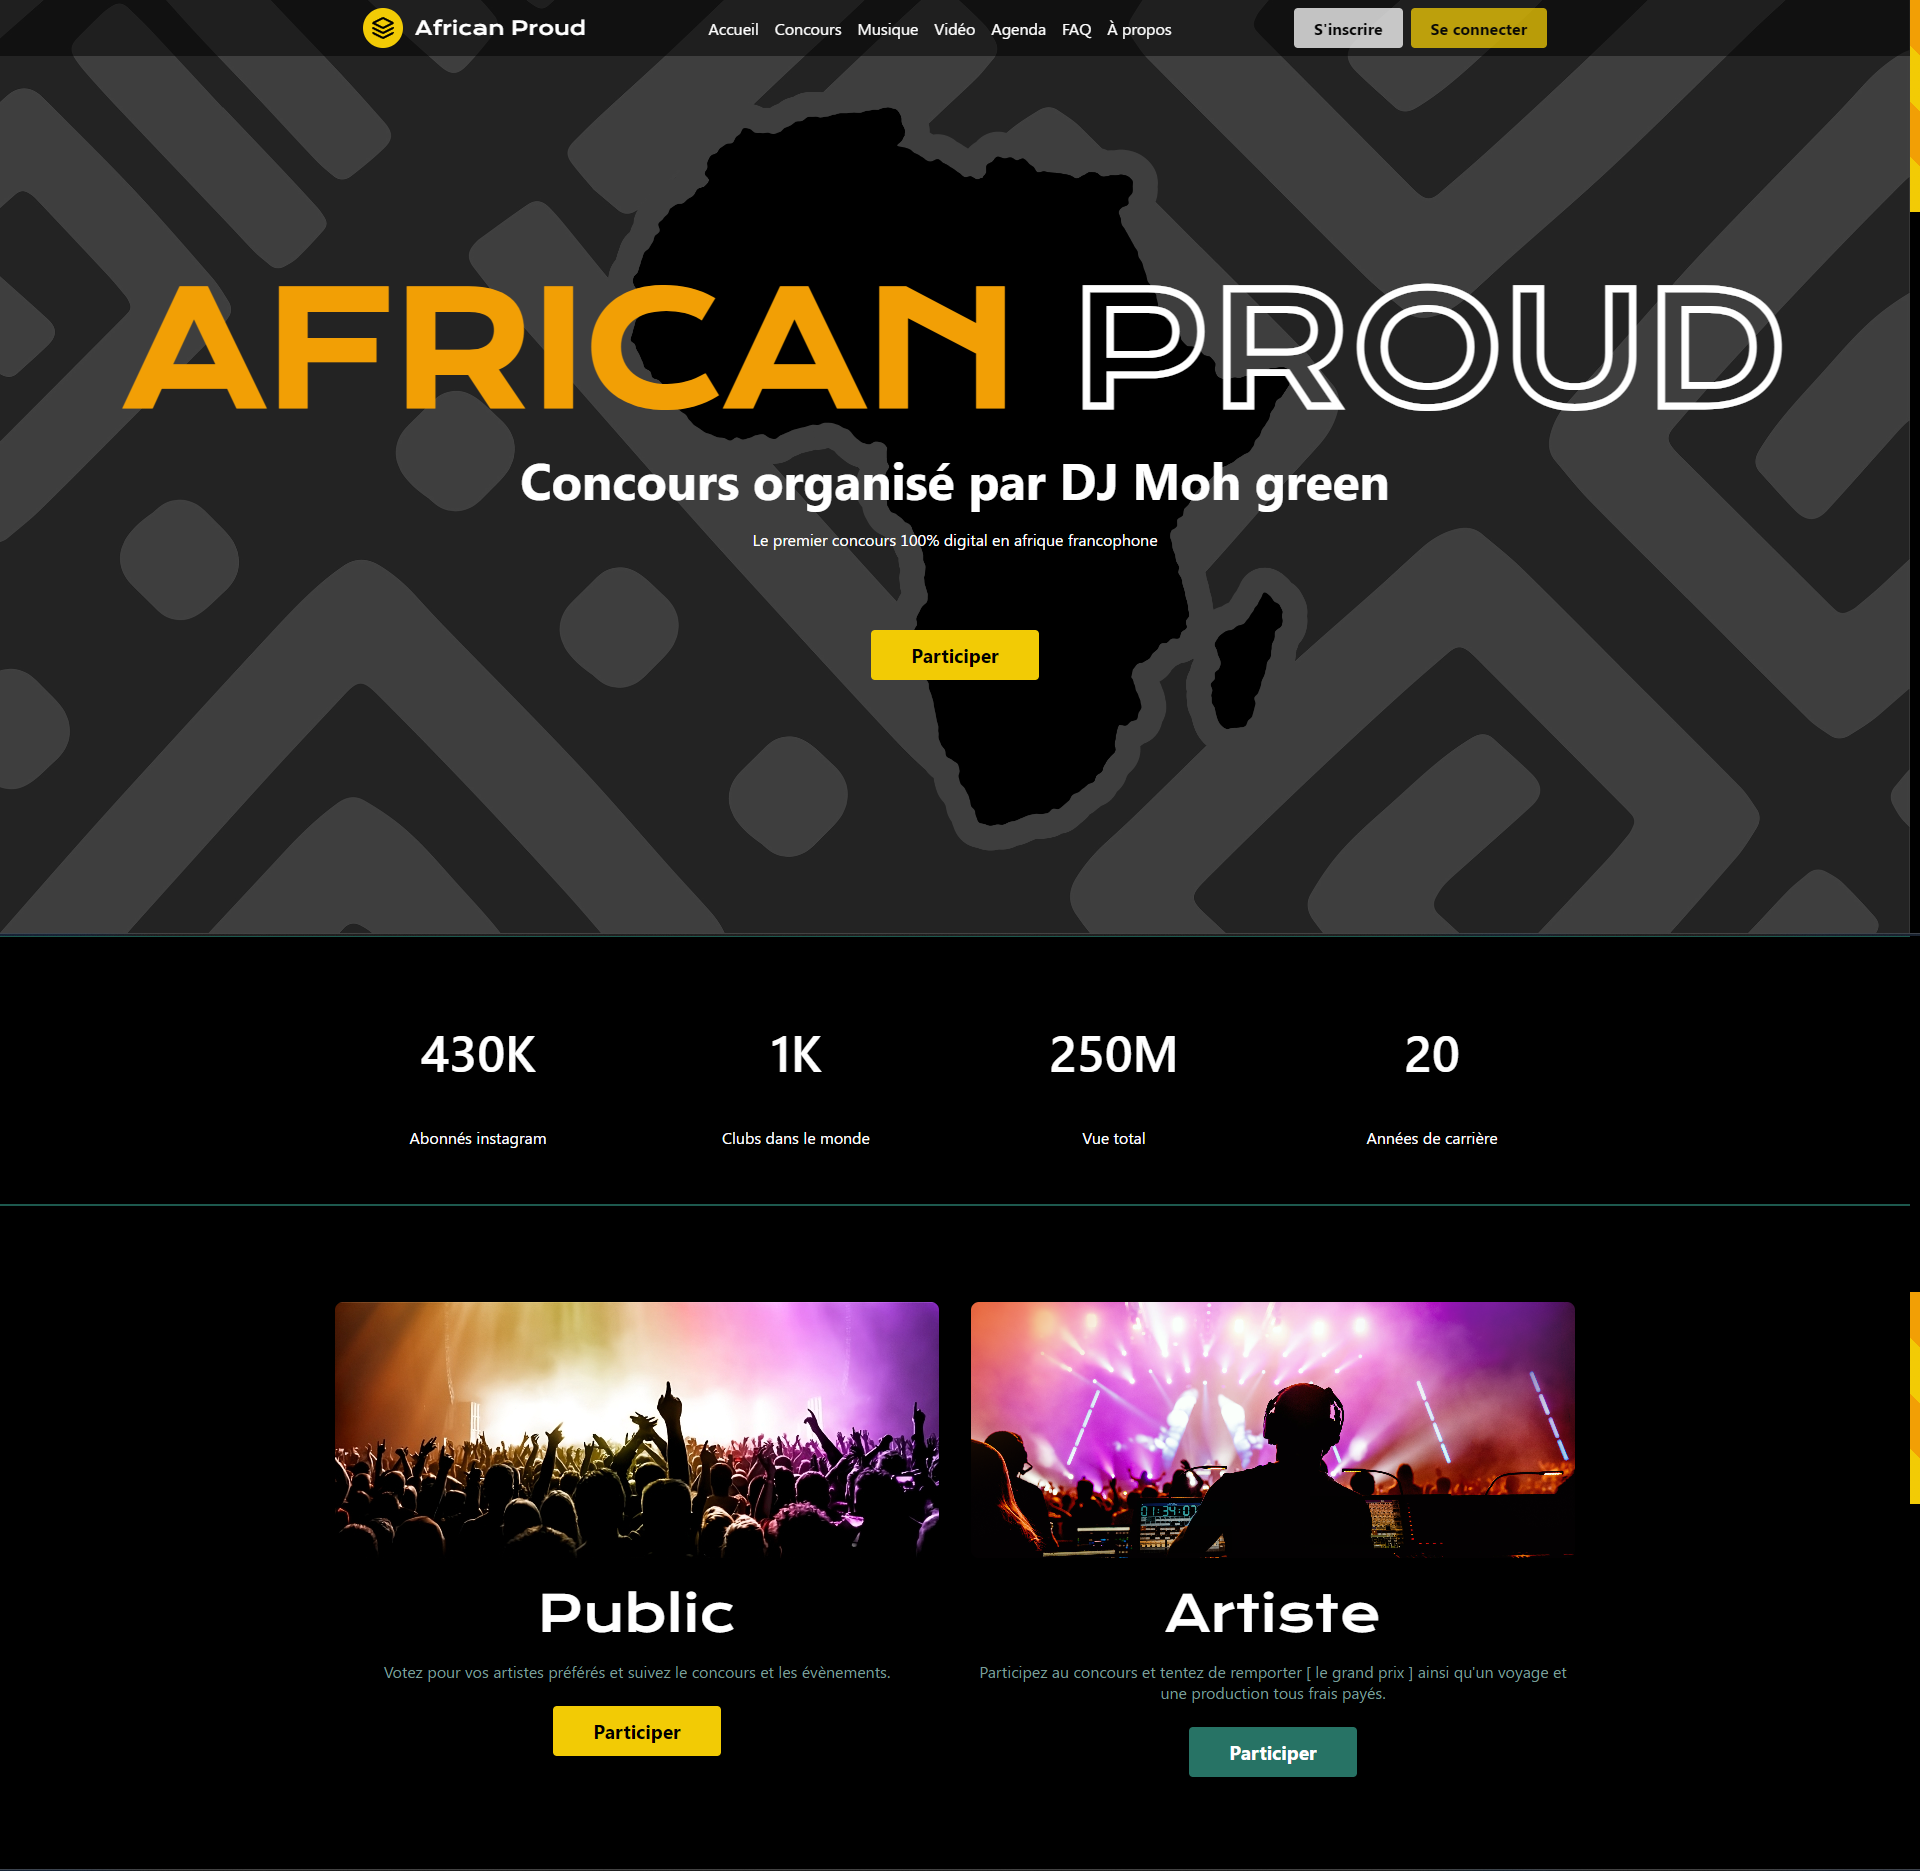 African Proud
Accueil Concours Musique Vidéo Agenda FAQ À propos
S'inscrire Se connecter
AFRICAN PROUD
Concours organisé par DJ Moh green
Le premier concours 100% digital en afrique francophone
Participer
430K 1K 250M 20
Abonnés instagram Clubs dans le monde Vue total Années de carrière
01:34:07
Public
Votez pour vos artistes préférés et suivez le concours et les évènements.
Participer
Artiste
Participez au concours et tentez de remporter [ le grand prix ] ainsi qu'un voyage et
une production tous frais payés.
Participer